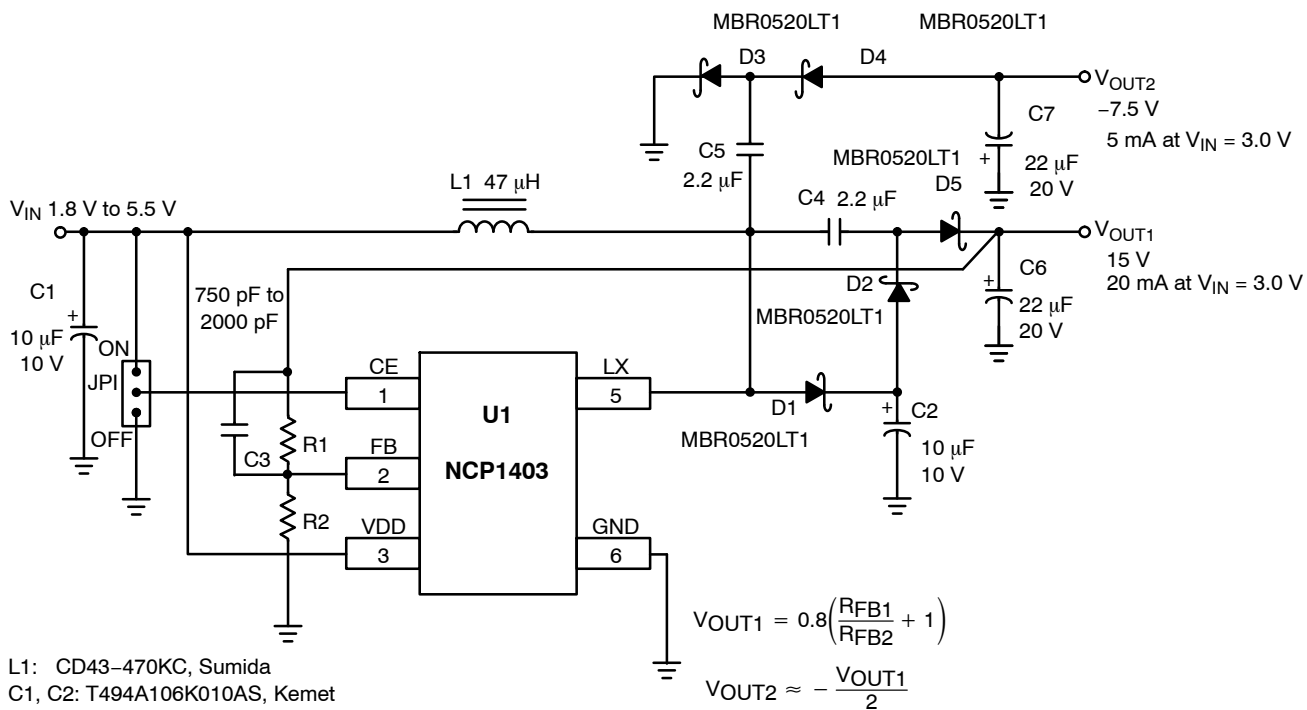 MBR0520LT1
MBR0520LT1
D3
D4
VOUT2
−7.5 V
5 mA at VIN = 3.0 V
C7
22 μF
20 V
+
C5
2.2 μF
MBR0520LT1
D5
L1 47 μH
C4 2.2 μF
VIN 1.8 V to 5.5 V
VOUT1
15 V
20 mA at VIN = 3.0 V
C6
22 μF
20 V
+
D2
MBR0520LT1
C1
+
10 μF
10 V
750 pF to
2000 pF
ON
JPI
OFF
CE
1
LX
5
U1
NCP1403
D1
MBR0520LT1
+
C2
10 μF
10 V
C3
R1
FB
2
R2
VDD
3
GND
6
VOUT1 = 0.8(RFB1/RFB2 + 1)
VOUT2 ≈ − VOUT1/2
L1: CD43−470KC, Sumida
C1, C2: T494A106K010AS, Kemet